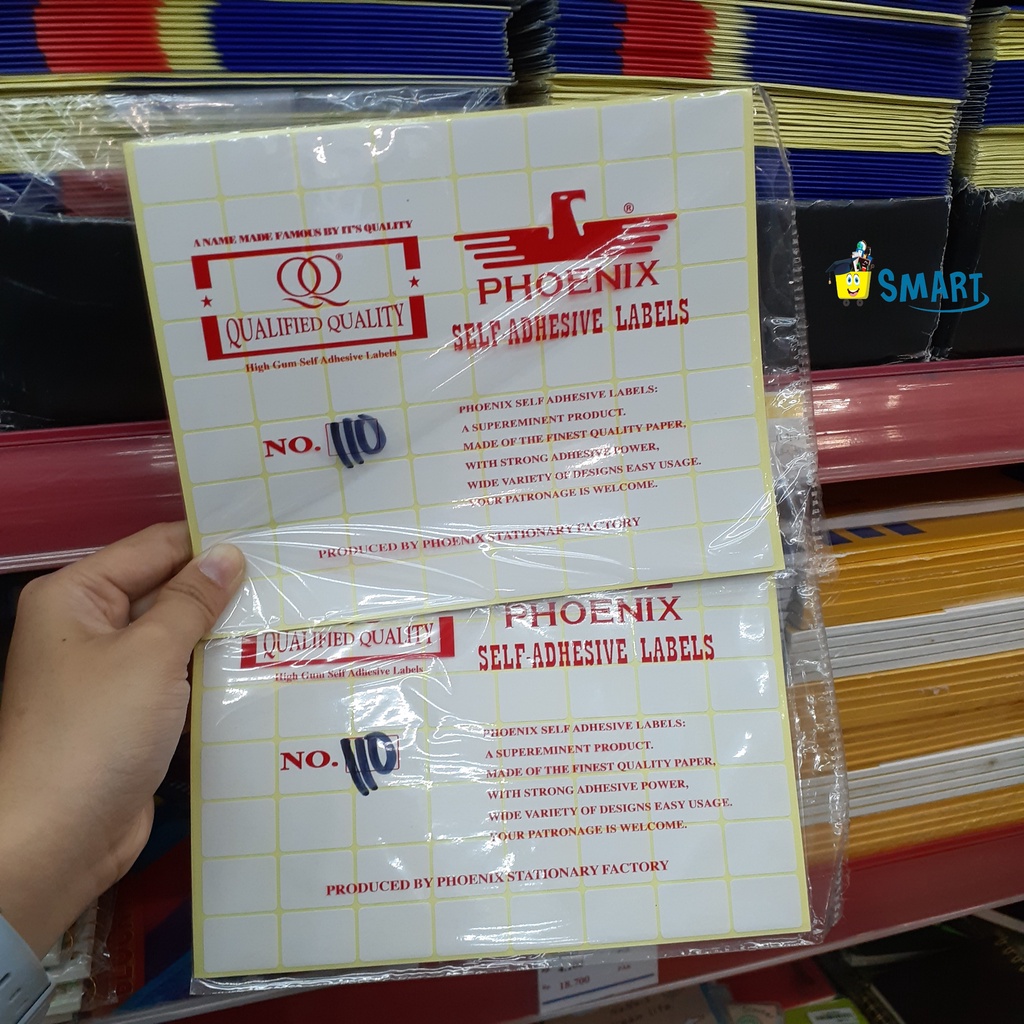 A NAME MADE FAMOUS BY IT'S QUALITY
QQ®
QUALIFIED QUALITY
High Gum Self Adhesive Labels
®
PHOENIX
SELF-ADHESIVE LABELS
NO. 110
PHOENIX SELF ADHESIVE LABELS:
A SUPEREMINENT PRODUCT.
MADE OF THE FINEST QUALITY PAPER,
WITH STRONG ADHESIVE POWER,
WIDE VARIETY OF DESIGNS EASY USAGE.
YOUR PATRONAGE IS WELCOME.
PRODUCED BY PHOENIX STATIONARY FACTORY
SMART
QUALIFIED QUALITY
High Gum Self Adhesive Labels
PHOENIX
SELF-ADHESIVE LABELS
NO. 110
PHOENIX SELF ADHESIVE LABELS:
A SUPEREMINENT PRODUCT.
MADE OF THE FINEST QUALITY PAPER,
WITH STRONG ADHESIVE POWER,
WIDE VARIETY OF DESIGNS EASY USAGE.
YOUR PATRONAGE IS WELCOME.
PRODUCED BY PHOENIX STATIONARY FACTORY
18.700